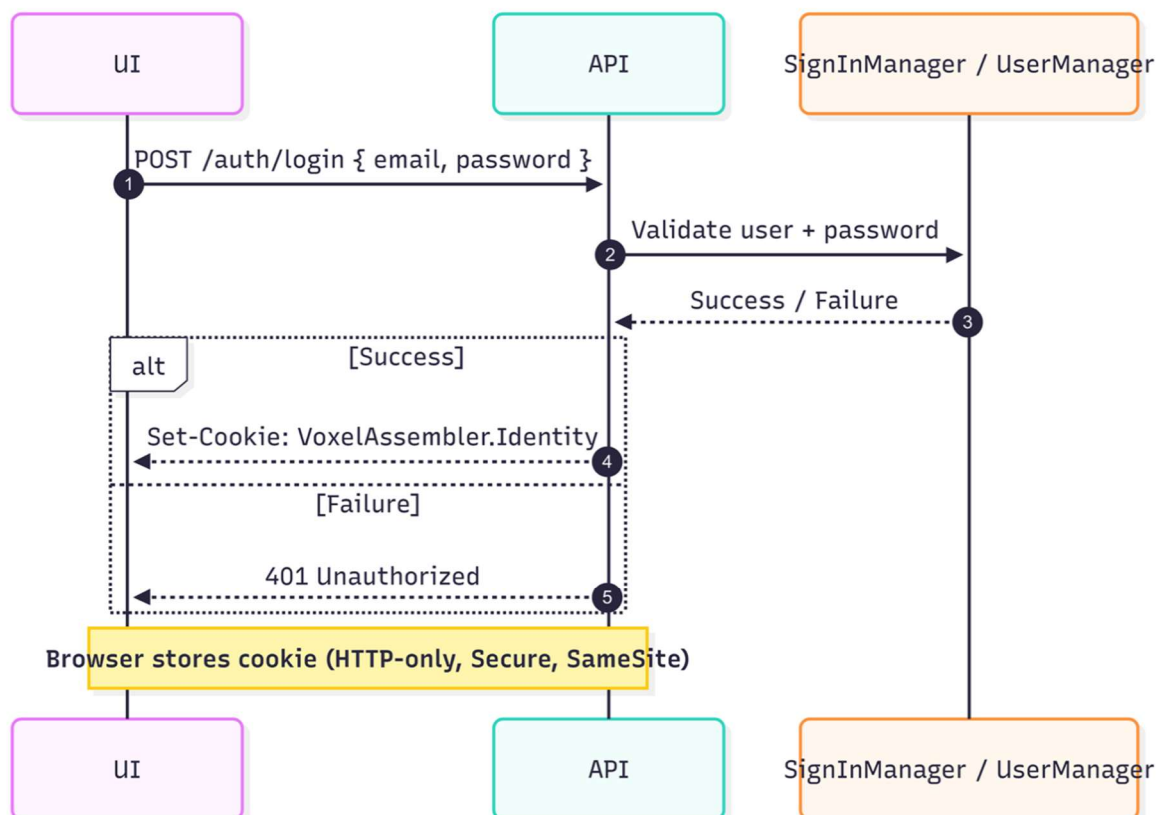 UI
API
SignInManager / UserManager
POST /auth/login { email, password }
1
Validate user + password
2
Success / Failure
3
alt
[Success]
Set-Cookie: VoxelAssembler.Identity
4
[Failure]
401 Unauthorized
5
Browser stores cookie (HTTP-only, Secure, SameSite)
UI
API
SignInManager / UserManager